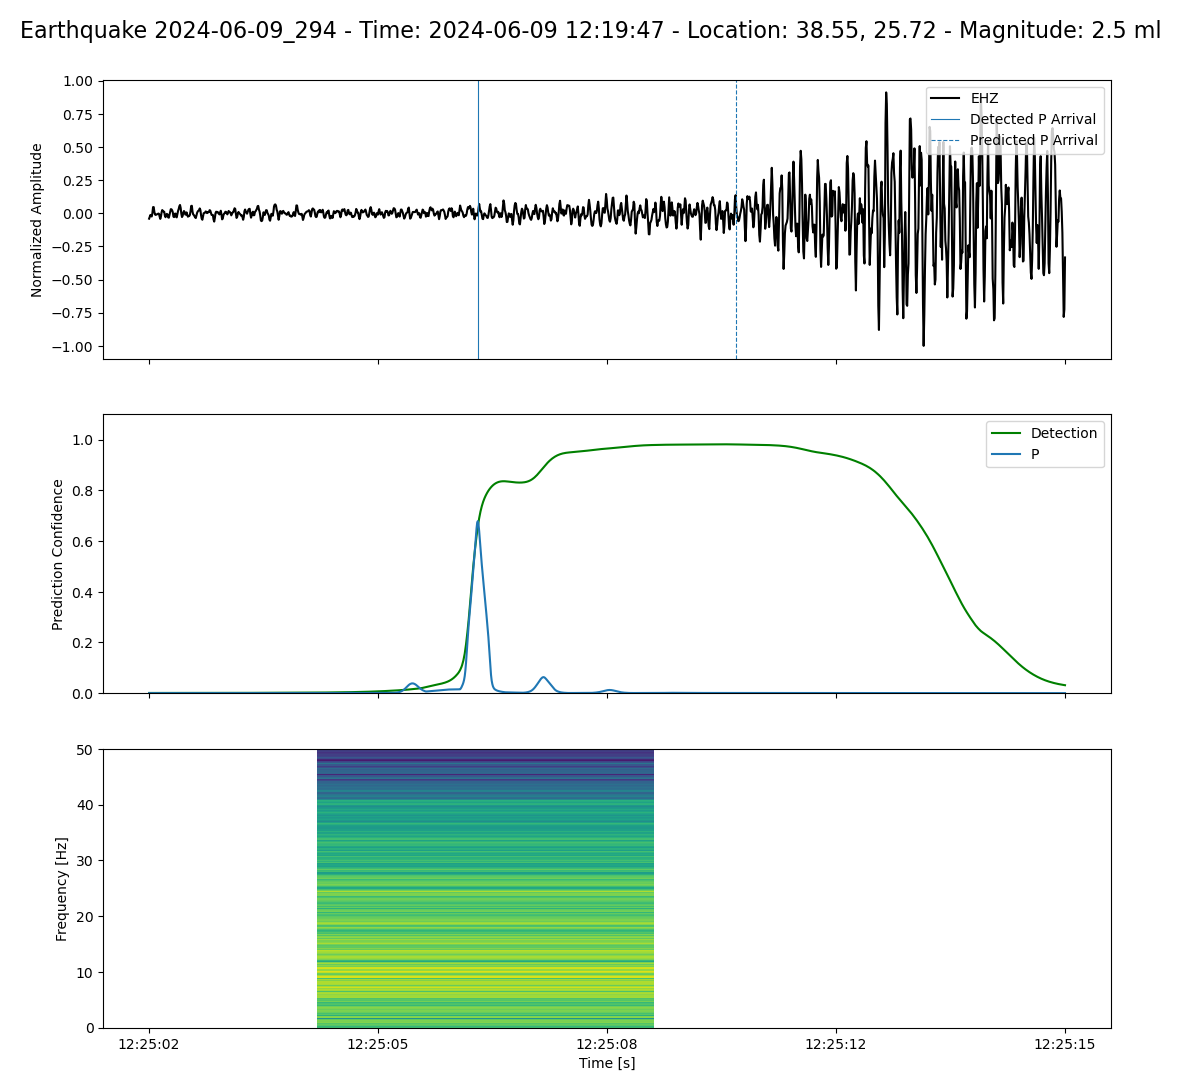 Earthquake 2024-06-09_294 - Time: 2024-06-09 12:19:47 - Location: 38.55, 25.72 - Magnitude: 2.5 ml
1.00
0.75
0.50
0.25
0.00
−0.25
−0.50
−0.75
−1.00
Normalized Amplitude
EHZ
Detected P Arrival
Predicted P Arrival
1.0
0.8
0.6
0.4
0.2
0.0
Prediction Confidence
Detection
P
50
40
30
20
10
0
Frequency [Hz]
12:25:02 12:25:05 12:25:08 12:25:12 12:25:15
Time [s]